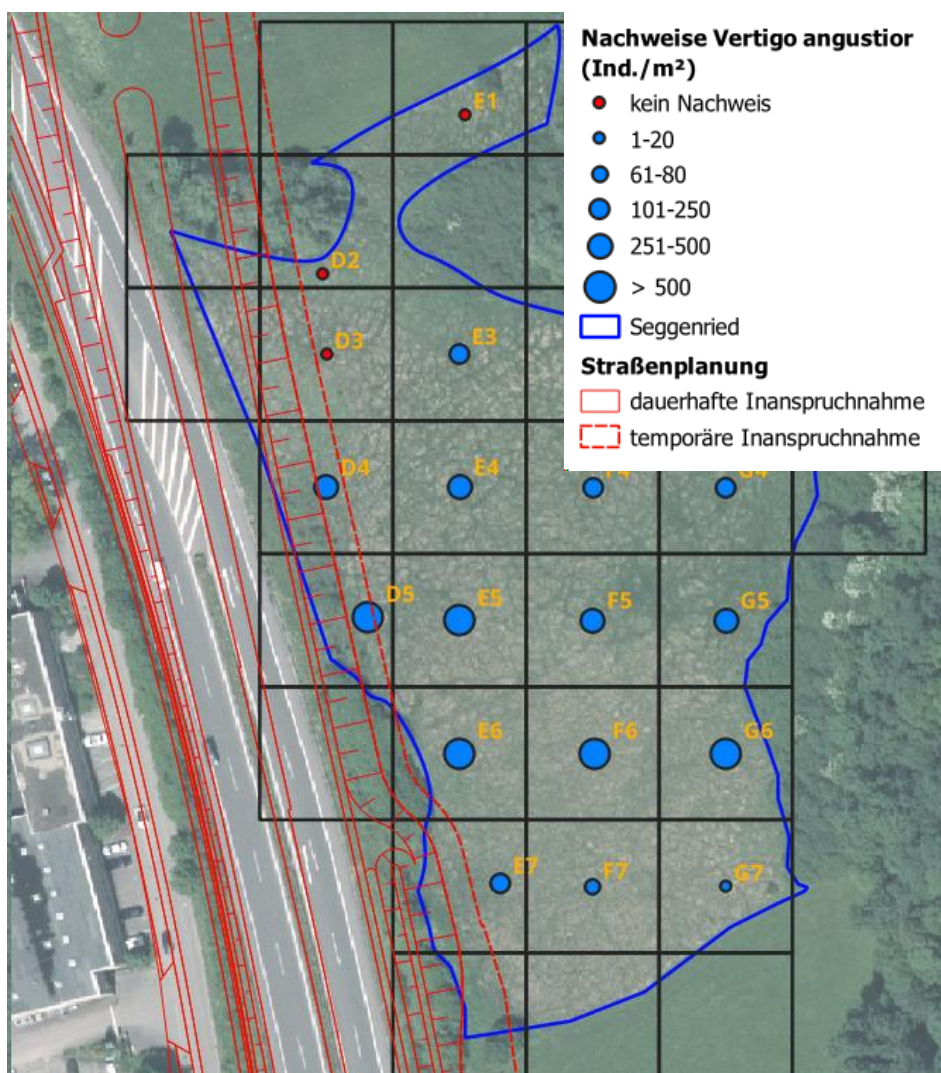 Nachweise Vertigo angustior
(Ind./m²)
kein Nachweis
1-20
61-80
101-250
251-500
> 500
Seggenried
Straßenplanung
dauerhafte Inanspruchnahme
temporäre Inanspruchnahme
E1
D2
D3
E3
D4
E4
F4
G4
D5
E5
F5
G5
E6
F6
G6
E7
F7
G7